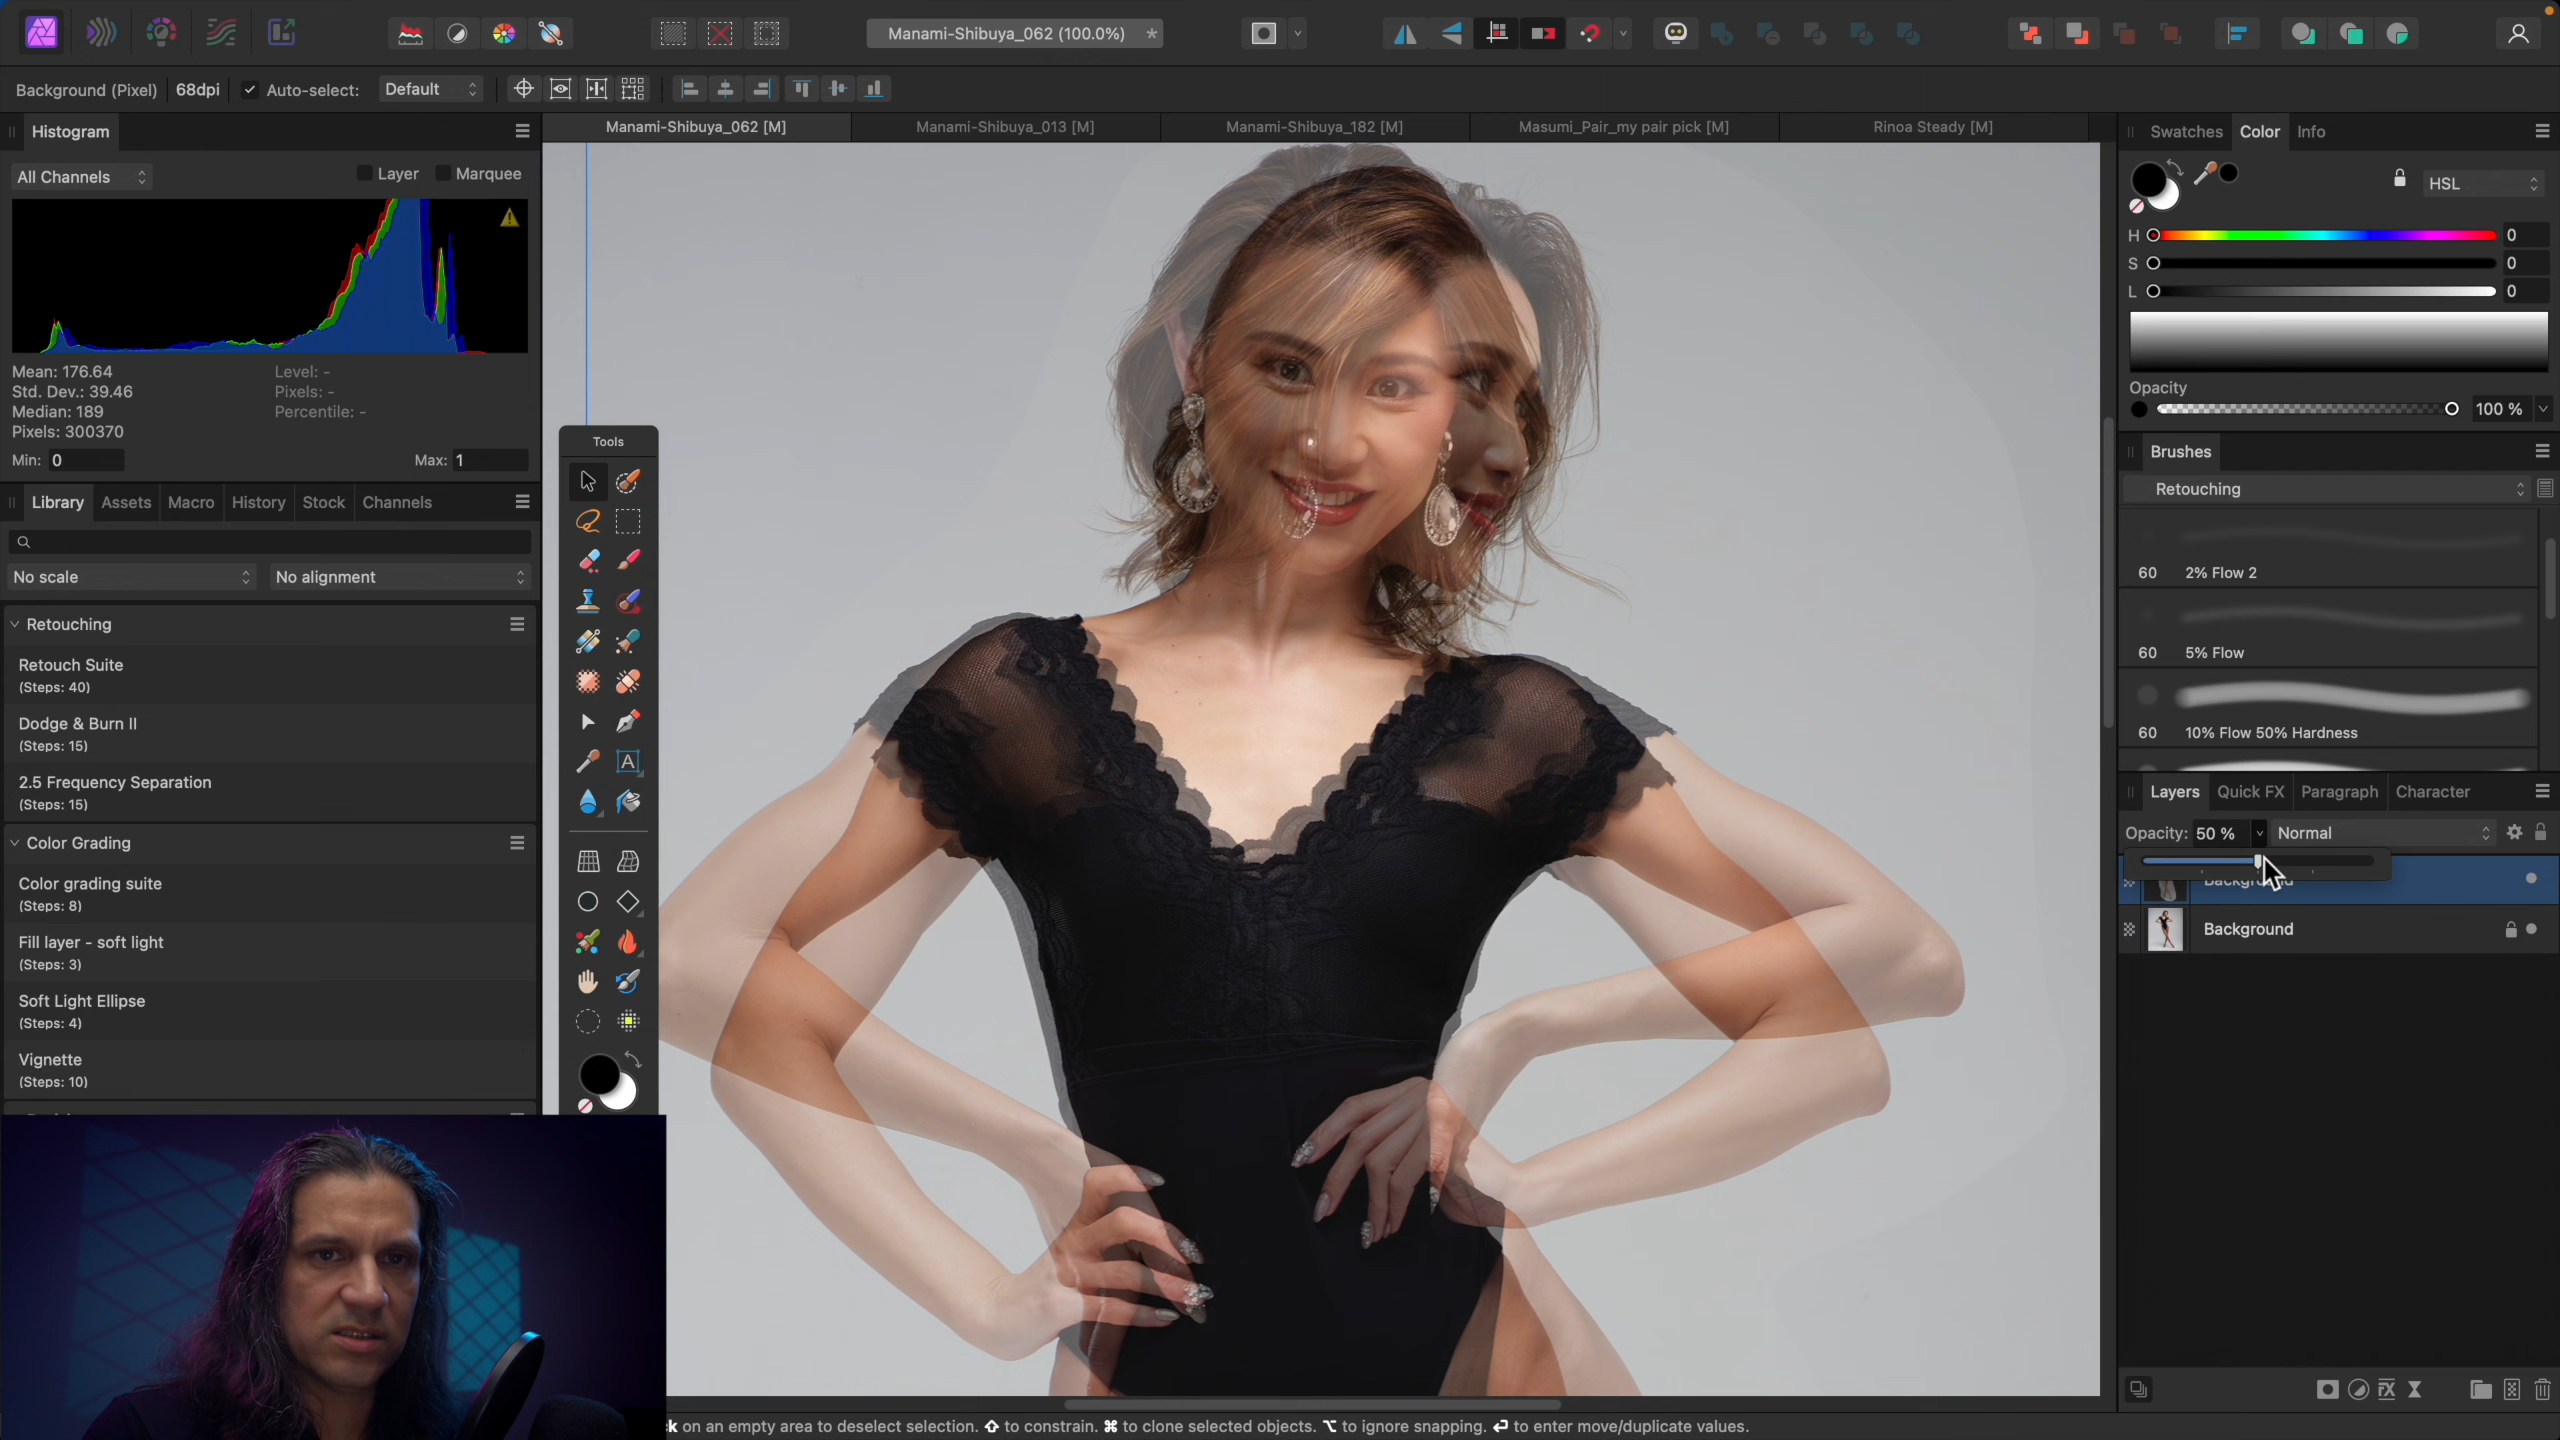 Manami-Shibuya_062 (100.0%) *
Background (Pixel) 68dpi Auto-select: Default
Histogram
All Channels Layer Marquee
Mean: 176.64 Level: -
Std. Dev.: 39.46 Pixels: -
Median: 189 Percentile: -
Pixels: 300370
Min: 0 Max: 1
Library Assets Macro History Stock Channels
No scale No alignment
Retouching
Retouch Suite
(Steps: 40)
Dodge & Burn II
(Steps: 15)
2.5 Frequency Separation
(Steps: 15)
Color Grading
Color grading suite
(Steps: 8)
Fill layer - soft light
(Steps: 3)
Soft Light Ellipse
(Steps: 4)
Vignette
(Steps: 10)
Manami-Shibuya_062 [M] Manami-Shibuya_013 [M] Manami-Shibuya_182 [M] Masumi_Pair_my pair pick [M] Rinoa Steady [M]
Tools
A
Swatches Color Info
HSL
H 0
S 0
L 0
Opacity
100 %
Brushes
Retouching
60 2% Flow 2
60 5% Flow
60 10% Flow 50% Hardness
Layers Quick FX Paragraph Character
Opacity: 50 % Normal
Background
Background
on an empty area to deselect selection. ⇧ to constrain. ⌘ to clone selected objects. ⌥ to ignore snapping. ↩ to enter move/duplicate values.